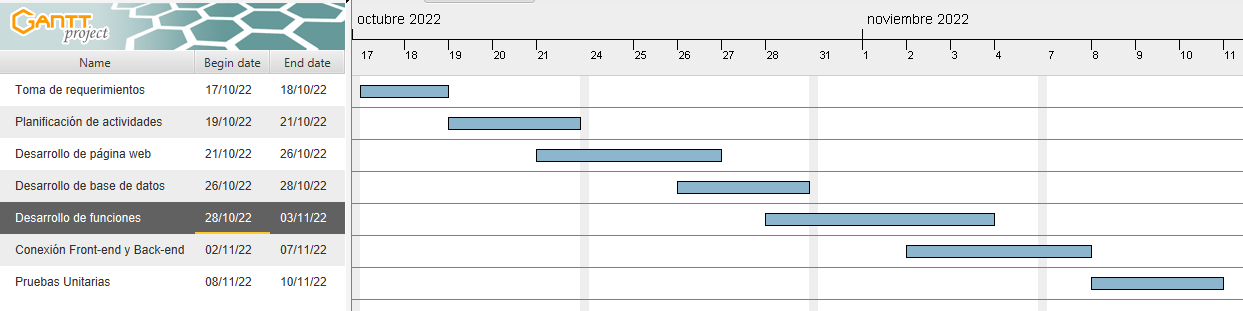 GANTT
project
octubre 2022 noviembre 2022
17 18 19 20 21 24 25 26 27 28 31 1 2 3 4 7 8 9 10 11
Name Begin date End date
Toma de requerimientos 17/10/22 18/10/22
Planificación de actividades 19/10/22 21/10/22
Desarrollo de página web 21/10/22 26/10/22
Desarrollo de base de datos 26/10/22 28/10/22
Desarrollo de funciones 28/10/22 03/11/22
Conexión Front-end y Back-end 02/11/22 07/11/22
Pruebas Unitarias 08/11/22 10/11/22